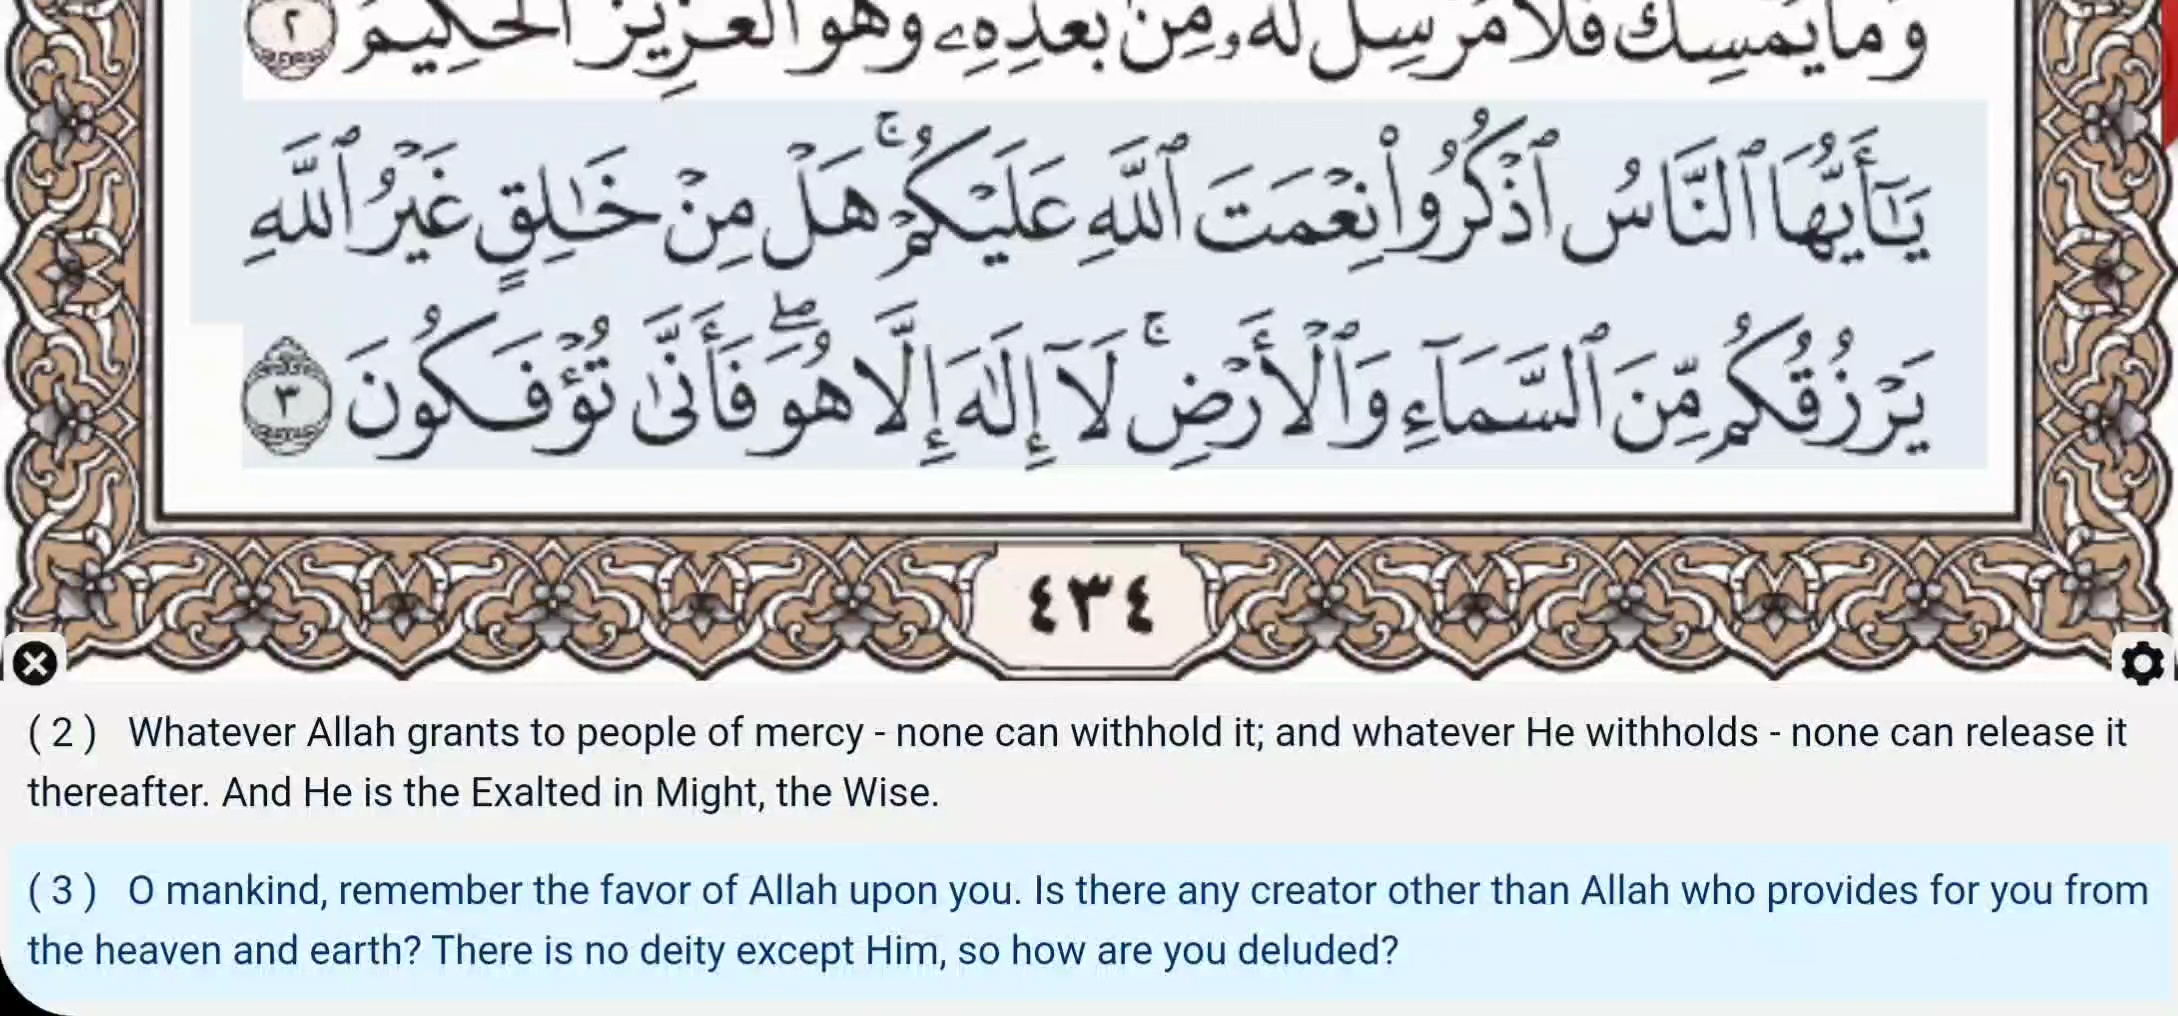 وَمَا يُمْسِكْ فَلَا مُرْسِلَ لَهُۥ مِنۢ بَعْدِهِۦ وَهُوَ ٱلْعَزِيزُ ٱلْحَكِيمُ ٢
يَـٰٓأَيُّهَا ٱلنَّاسُ ٱذْكُرُوا۟ نِعْمَتَ ٱللَّهِ عَلَيْكُمْ ۚ هَلْ مِنْ خَـٰلِقٍ غَيْرُ ٱللَّهِ
يَرْزُقُكُم مِّنَ ٱلسَّمَآءِ وَٱلْأَرْضِ ۚ لَآ إِلَـٰهَ إِلَّا هُوَ ۖ فَأَنَّىٰ تُؤْفَكُونَ ٣
٤٣٤
( 2 ) Whatever Allah grants to people of mercy - none can withhold it; and whatever He withholds - none can release it
thereafter. And He is the Exalted in Might, the Wise.
( 3 ) O mankind, remember the favor of Allah upon you. Is there any creator other than Allah who provides for you from
the heaven and earth? There is no deity except Him, so how are you deluded?